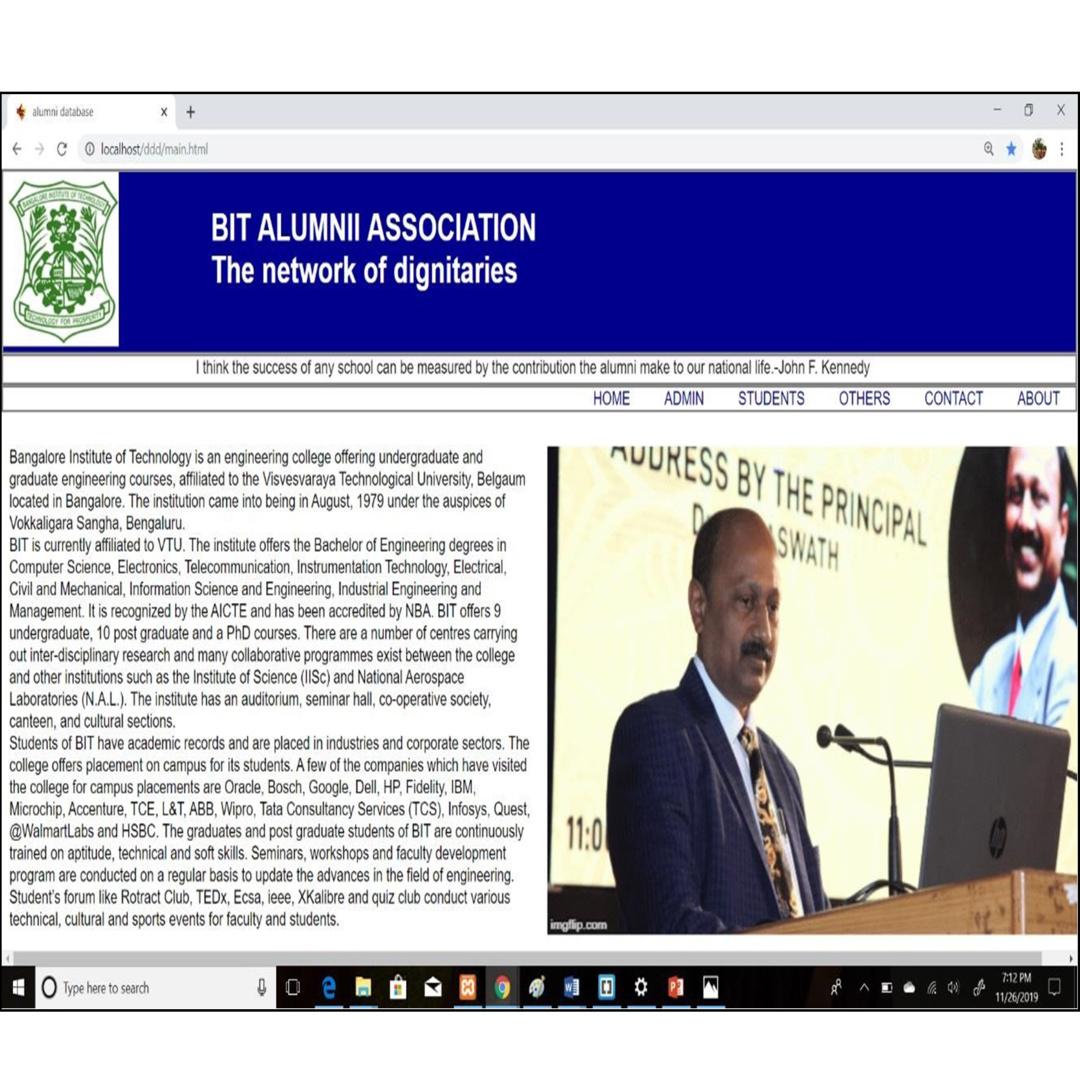 alumni database
localhost/ddd/main.html
BANGALORE INSTITUTE OF TECHNOLOGY
TECHNOLOGY FOR PROSPERITY
BIT ALUMNII ASSOCIATION
The network of dignitaries
I think the success of any school can be measured by the contribution the alumni make to our national life.-John F. Kennedy
HOME ADMIN STUDENTS OTHERS CONTACT ABOUT
Bangalore Institute of Technology is an engineering college offering undergraduate and
graduate engineering courses, affiliated to the Visvesvaraya Technological University, Belgaum
located in Bangalore. The institution came into being in August, 1979 under the auspices of
Vokkaligara Sangha, Bengaluru.
BIT is currently affiliated to VTU. The institute offers the Bachelor of Engineering degrees in
Computer Science, Electronics, Telecommunication, Instrumentation Technology, Electrical,
Civil and Mechanical, Information Science and Engineering, Industrial Engineering and
Management. It is recognized by the AICTE and has been accredited by NBA. BIT offers 9
undergraduate, 10 post graduate and a PhD courses. There are a number of centres carrying
out inter-disciplinary research and many collaborative programmes exist between the college
and other institutions such as the Institute of Science (IISc) and National Aerospace
Laboratories (N.A.L.). The institute has an auditorium, seminar hall, co-operative society,
canteen, and cultural sections.
Students of BIT have academic records and are placed in industries and corporate sectors. The
college offers placement on campus for its students. A few of the companies which have visited
the college for campus placements are Oracle, Bosch, Google, Dell, HP, Fidelity, IBM,
Microchip, Accenture, TCE, L&T, ABB, Wipro, Tata Consultancy Services (TCS), Infosys, Quest,
@WalmartLabs and HSBC. The graduates and post graduate students of BIT are continuously
trained on aptitude, technical and soft skills. Seminars, workshops and faculty development
program are conducted on a regular basis to update the advances in the field of engineering.
Student's forum like Rotract Club, TEDx, Ecsa, ieee, XKalibre and quiz club conduct various
technical, cultural and sports events for faculty and students.
ADDRESS BY THE PRINCIPAL
SWATH
11:0
hp
imgflip.com
Type here to search
7:12 PM
11/26/2019